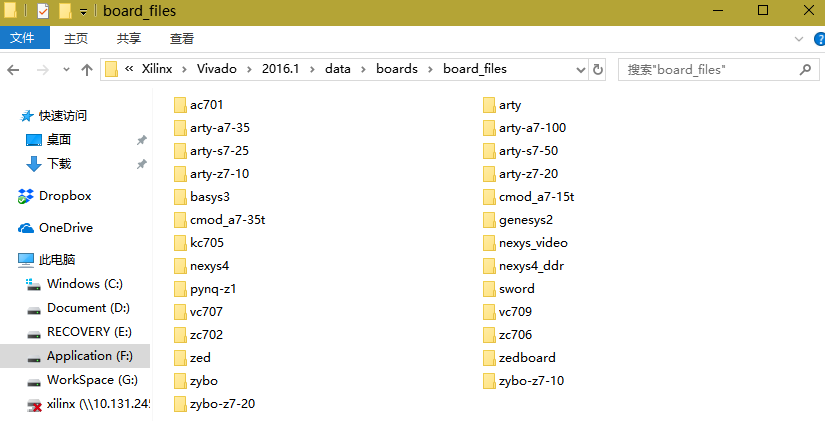 board_files
文件 主页 共享 查看
« Xilinx > Vivado > 2016.1 > data > boards > board_files
搜索"board_files"
快速访问
桌面
下载
Dropbox
OneDrive
此电脑
Windows (C:)
Document (D:)
RECOVERY (E:)
Application (F:)
WorkSpace (G:)
xilinx (\\10.131.245
ac701 arty
arty-a7-35 arty-a7-100
arty-s7-25 arty-s7-50
arty-z7-10 arty-z7-20
basys3 cmod_a7-15t
cmod_a7-35t genesys2
kc705 nexys_video
nexys4 nexys4_ddr
pynq-z1 sword
vc707 vc709
zc702 zc706
zed zedboard
zybo zybo-z7-10
zybo-z7-20